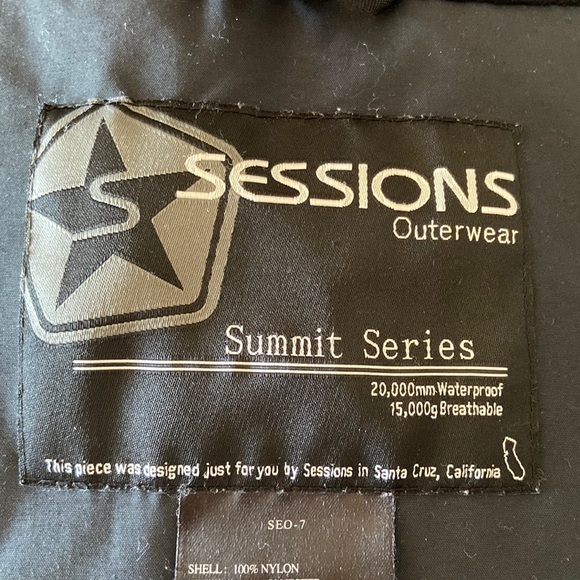 S
SESSIONS
Outerwear
Summit Series
20,000mm Waterproof
15,000g Breathable
This piece was designed just for you by Sessions in Santa Cruz, California
SEO-7
SHELL: 100% NYLON